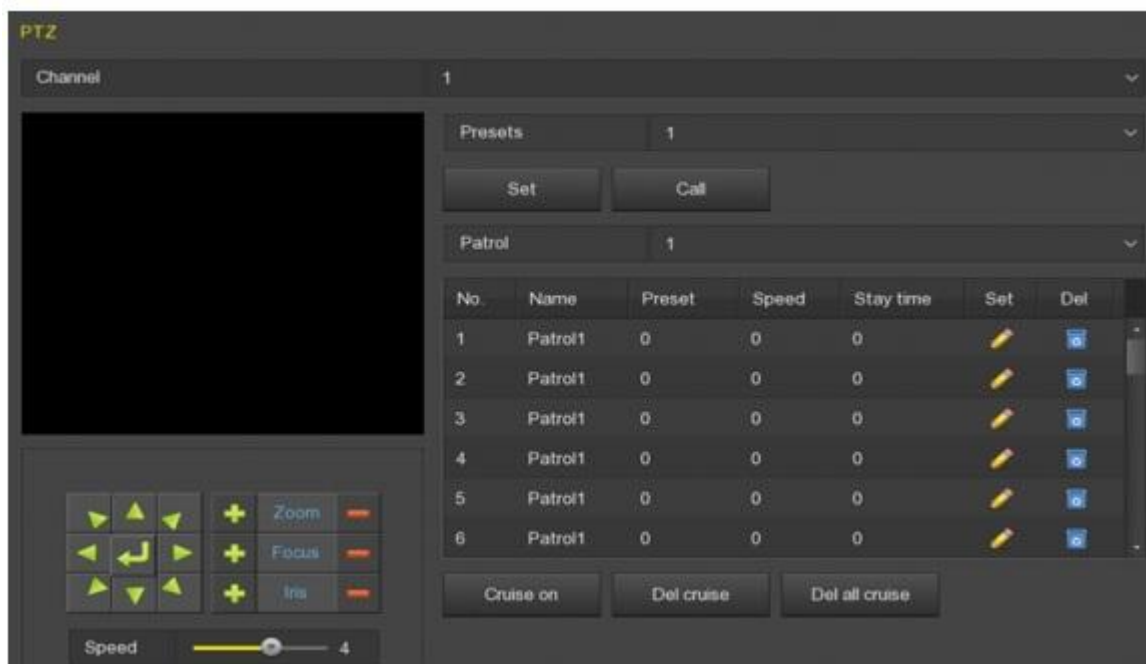 PTZ
Channel 1
Presets 1
Set Call
Patrol 1
No. Name Preset Speed Stay time Set Del
1 Patrol1 0 0 0
2 Patrol1 0 0 0
3 Patrol1 0 0 0
4 Patrol1 0 0 0
5 Patrol1 0 0 0
6 Patrol1 0 0 0
Cruise on Del cruise Del all cruise
Zoom
Focus
Iris
Speed 4